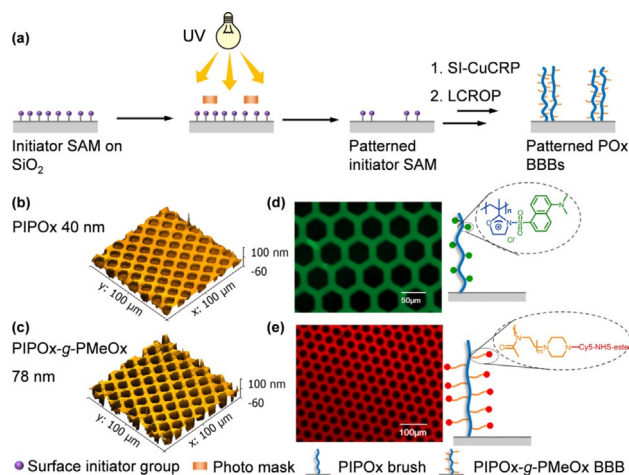 (a)
UV
1. SI-CuCRP
2. LCROP
Initiator SAM on
SiO2
Patterned
initiator SAM
Patterned POx
BBBs
(b)
PIPOx 40 nm
100 nm
-60
y: 100 µm
x: 100 µm
(c)
PIPOx-g-PMeOx
78 nm
100 nm
-60
y: 100 µm
x: 100 µm
(d)
50µm
n
O
N
S
O
O
N
Cl-
(e)
100µm
O
N
m
N
N
Cy5-NHS-ester
Surface initiator group
Photo mask
PIPOx brush
PIPOx-g-PMeOx BBB